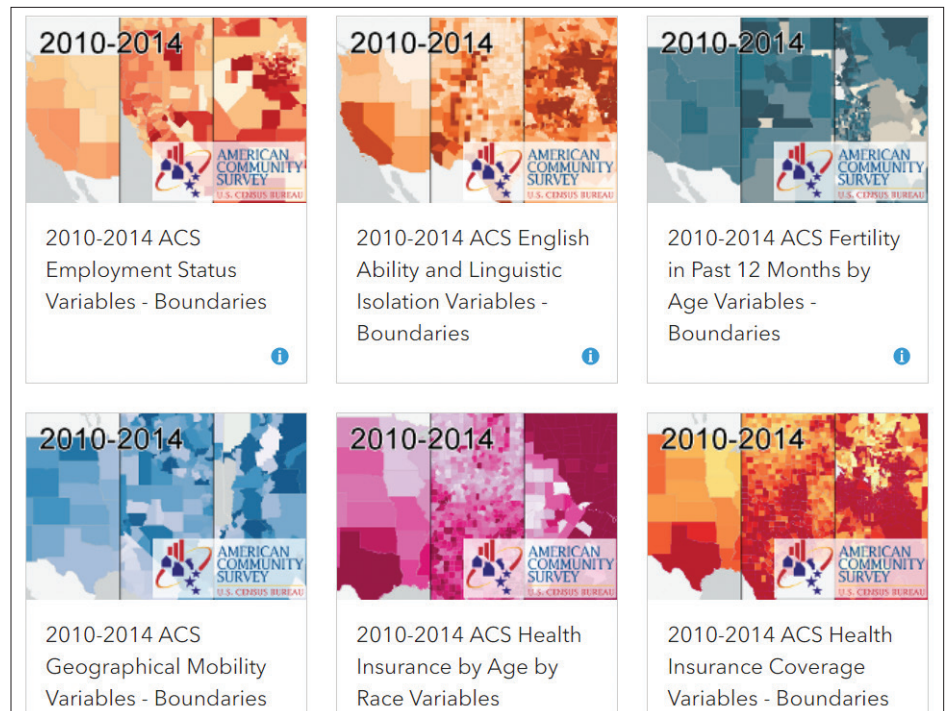 2010-2014
AMERICAN
COMMUNITY
SURVEY
U.S. CENSUS BUREAU
2010-2014 ACS
Employment Status
Variables - Boundaries
2010-2014
AMERICAN
COMMUNITY
SURVEY
U.S. CENSUS BUREAU
2010-2014 ACS English
Ability and Linguistic
Isolation Variables -
Boundaries
2010-2014
AMERICAN
COMMUNITY
SURVEY
U.S. CENSUS BUREAU
2010-2014 ACS Fertility
in Past 12 Months by
Age Variables -
Boundaries
2010-2014
AMERICAN
COMMUNITY
SURVEY
U.S. CENSUS BUREAU
2010-2014 ACS
Geographical Mobility
Variables - Boundaries
2010-2014
AMERICAN
COMMUNITY
SURVEY
U.S. CENSUS BUREAU
2010-2014 ACS Health
Insurance by Age by
Race Variables
2010-2014
AMERICAN
COMMUNITY
SURVEY
U.S. CENSUS BUREAU
2010-2014 ACS Health
Insurance Coverage
Variables - Boundaries